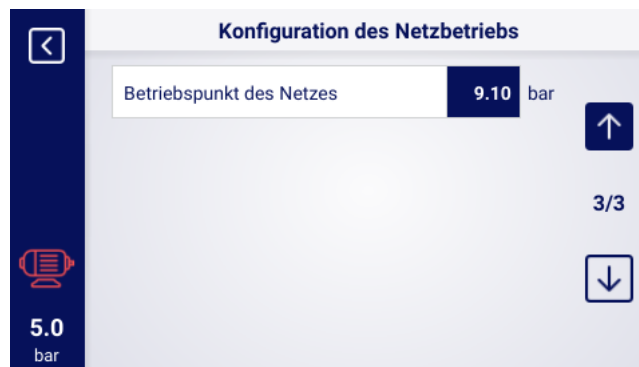 Konfiguration des Netzbetriebs
Betriebspunkt des Netzes 9.10 bar
3/3
5.0
bar